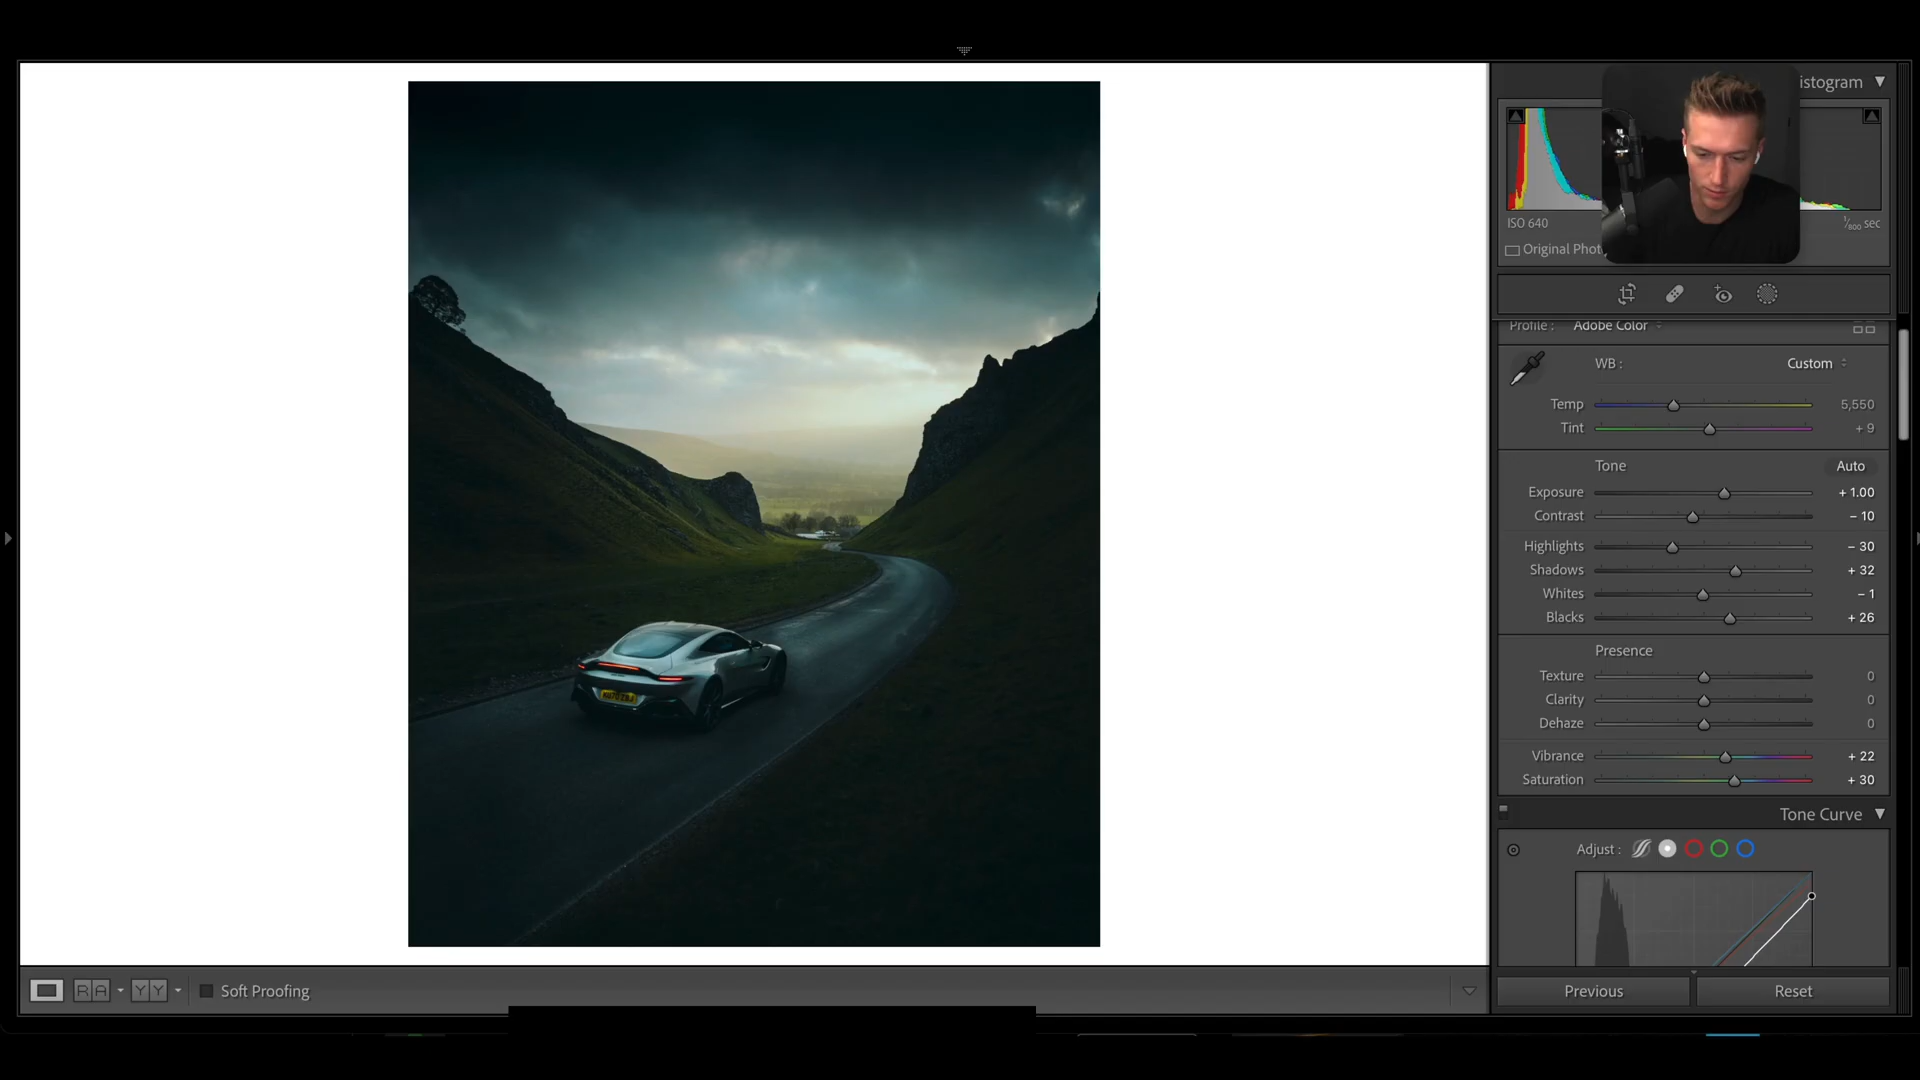 istogram
ISO 640
1/800 sec
Original Phot
Profile : Adobe Color
WB : Custom
Temp 5,550
Tint + 9
Tone Auto
Exposure + 1.00
Contrast − 10
Highlights − 30
Shadows + 32
Whites − 1
Blacks + 26
Presence
Texture 0
Clarity 0
Dehaze 0
Vibrance + 22
Saturation + 30
Tone Curve
Adjust :
R A Y Y Soft Proofing
Previous Reset